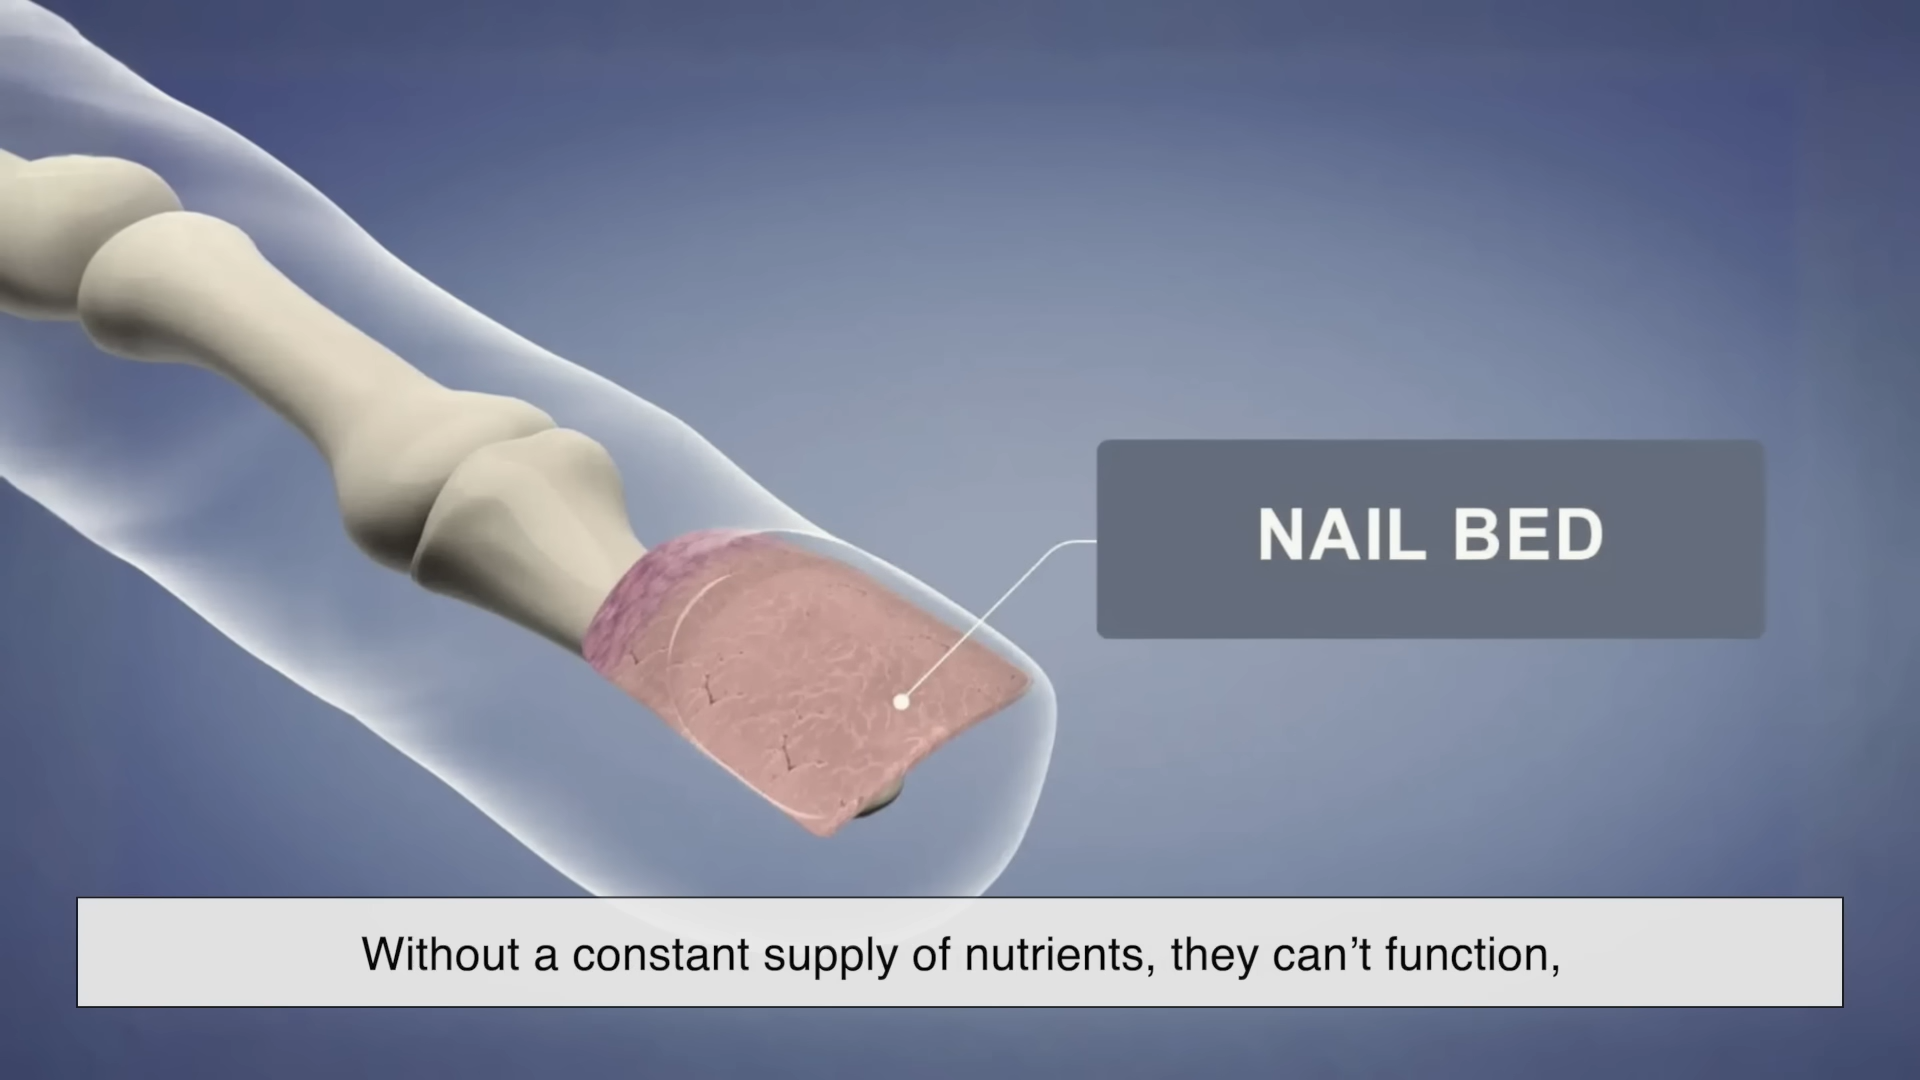 NAIL BED
Without a constant supply of nutrients, they can’t function,